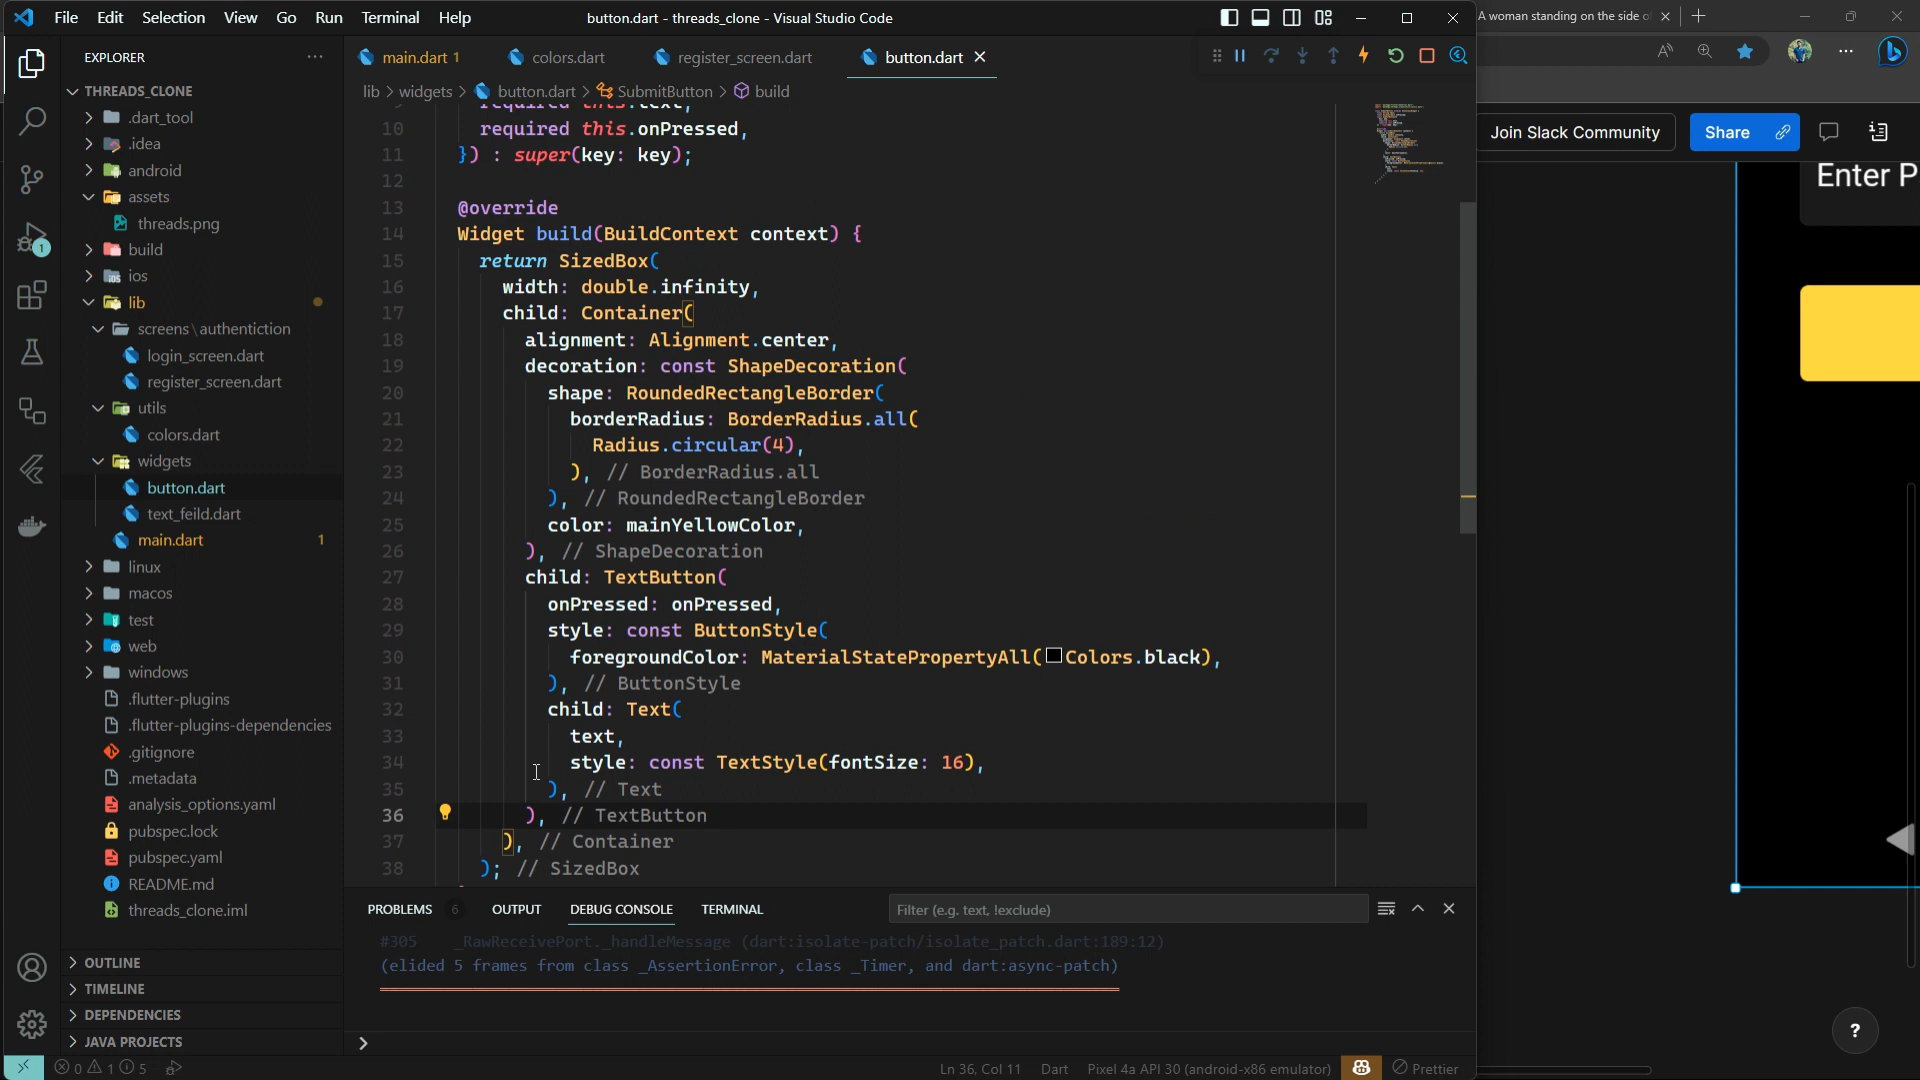 File Edit Selection View Go Run Terminal Help
button.dart - threads_clone - Visual Studio Code
A woman standing on the side o
EXPLORER
main.dart 1
colors.dart
register_screen.dart
button.dart
THREADS_CLONE
lib > widgets > button.dart > SubmitButton > build
.dart_tool
.idea
android
assets
threads.png
build
ios
lib
screens \ authentiction
login_screen.dart
register_screen.dart
utils
colors.dart
widgets
button.dart
text_feild.dart
main.dart 1
linux
macos
test
web
windows
.flutter-plugins
.flutter-plugins-dependencies
.gitignore
.metadata
analysis_options.yaml
pubspec.lock
pubspec.yaml
README.md
threads_clone.iml
OUTLINE
TIMELINE
DEPENDENCIES
JAVA PROJECTS
9 required this.text,
10 required this.onPressed,
11 }) : super(key: key);
12
13 @override
14 Widget build(BuildContext context) {
15 return SizedBox(
16 width: double.infinity,
17 child: Container(
18 alignment: Alignment.center,
19 decoration: const ShapeDecoration(
20 shape: RoundedRectangleBorder(
21 borderRadius: BorderRadius.all(
22 Radius.circular(4),
23 ), // BorderRadius.all
24 ), // RoundedRectangleBorder
25 color: mainYellowColor,
26 ), // ShapeDecoration
27 child: TextButton(
28 onPressed: onPressed,
29 style: const ButtonStyle(
30 foregroundColor: MaterialStatePropertyAll(Colors.black),
31 ), // ButtonStyle
32 child: Text(
33 text,
34 style: const TextStyle(fontSize: 16),
35 ), // Text
36 ), // TextButton
37 ), // Container
38 ); // SizedBox
PROBLEMS 6 OUTPUT DEBUG CONSOLE TERMINAL
Filter (e.g. text, !exclude)
#305 _RawReceivePort._handleMessage (dart:isolate-patch/isolate_patch.dart:189:12)
(elided 5 frames from class _AssertionError, class _Timer, and dart:async-patch)
0 1 5
Ln 36, Col 11 Dart Pixel 4a API 30 (android-x86 emulator) Prettier
Join Slack Community
Share
Enter P
?